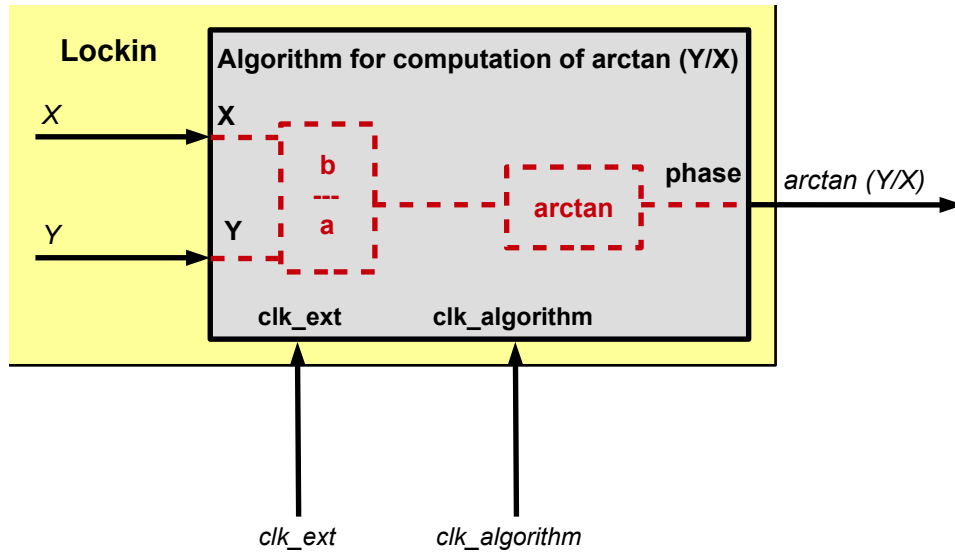 Lockin
Algorithm for computation of arctan (Y/X)
X
X
b
---
a
phase
arctan (Y/X)
arctan
Y
Y
clk_ext
clk_algorithm
clk_ext
clk_algorithm